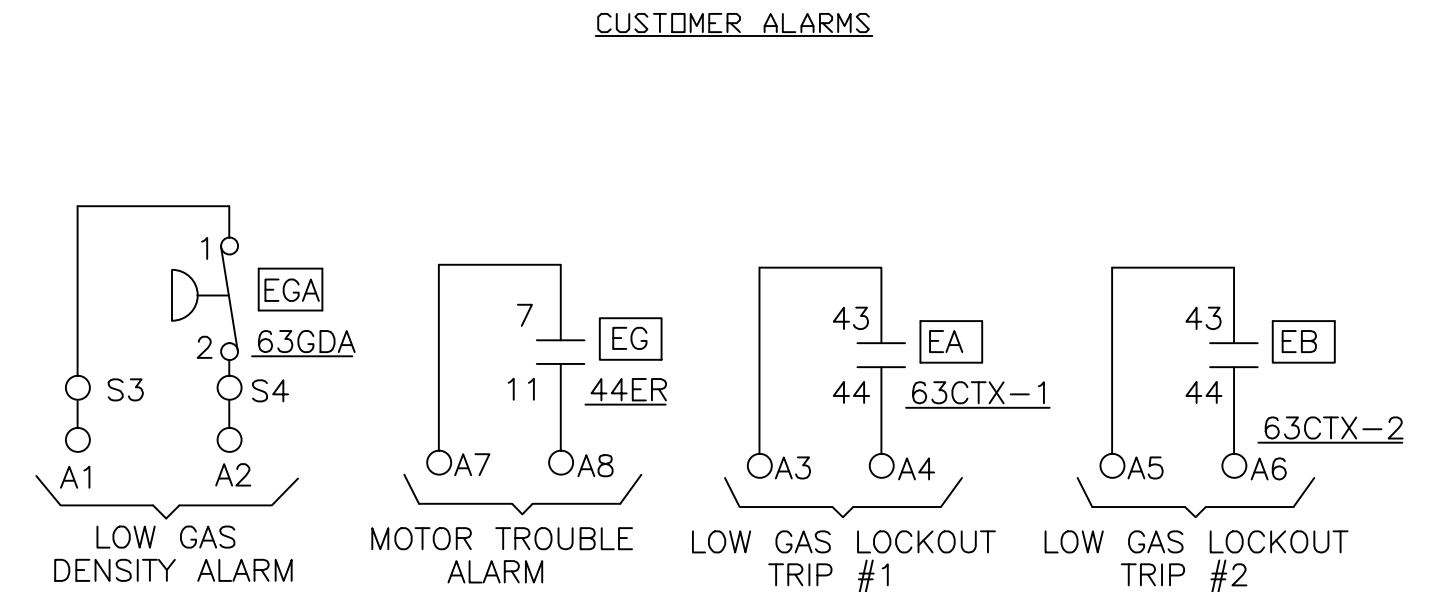 CUSTOMER ALARMS
1
EGA
2
63GDA
S3
S4
A1
A2
LOW GAS
DENSITY ALARM
7
EG
11
44ER
A7
A8
MOTOR TROUBLE
ALARM
43
EA
44
63CTX-1
A3
A4
LOW GAS LOCKOUT
TRIP #1
43
EB
44
63CTX-2
A5
A6
LOW GAS LOCKOUT
TRIP #2